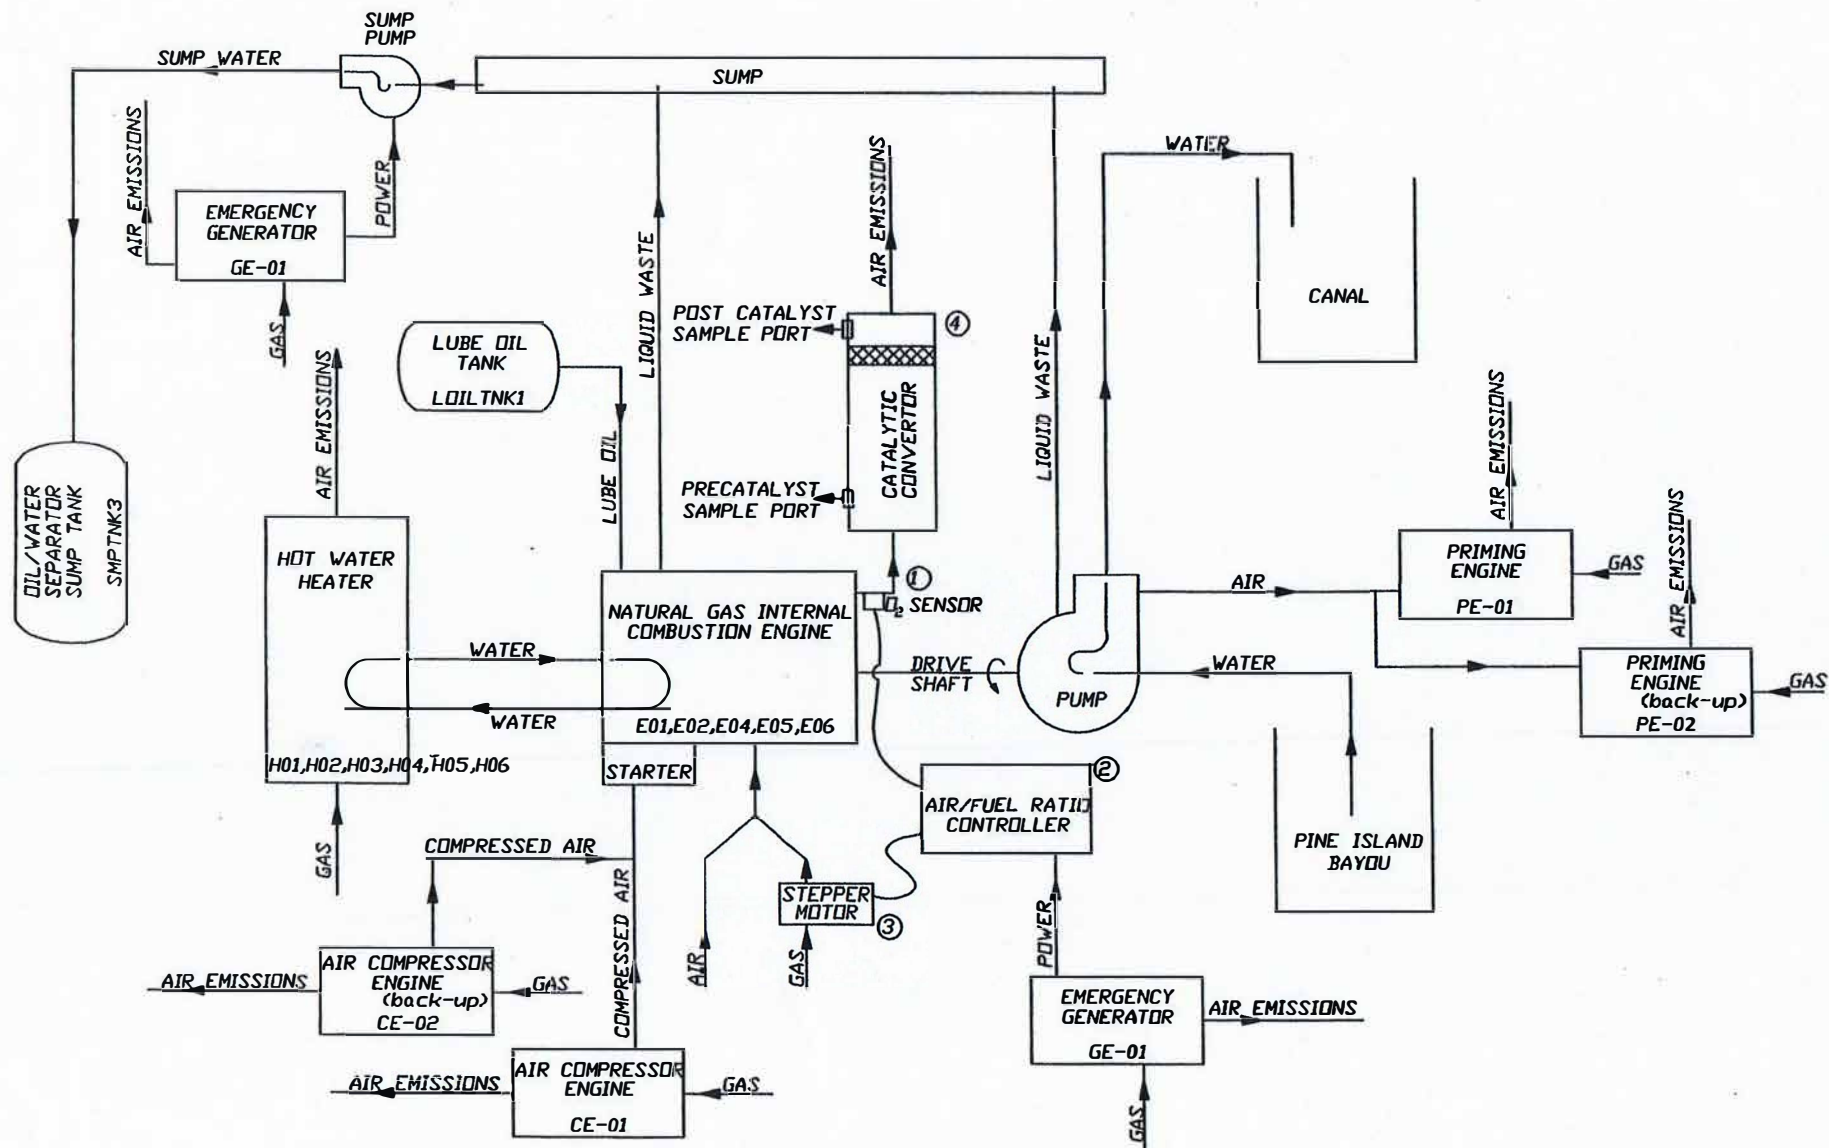 SUMP
PUMP
SUMP WATER
SUMP
AIR EMISSIONS
POWER
EMERGENCY
GENERATOR
GE-01
GAS
WATER
CANAL
LIQUID WASTE
AIR EMISSIONS
POST CATALYST
SAMPLE PORT
4
CATALYTIC
CONVERTOR
PRECATALYST
SAMPLE PORT
LUBE OIL
TANK
LOILTNK1
LUBE OIL
LIQUID WASTE
AIR EMISSIONS
OIL/WATER
SEPARATOR
SUMP TANK
SMPTNK3
HOT WATER
HEATER
H01,H02,H03,H04,H05,H06
GAS
WATER
WATER
NATURAL GAS INTERNAL
COMBUSTION ENGINE
E01,E02,E04,E05,E06
STARTER
1
O2 SENSOR
DRIVE
SHAFT
PUMP
AIR
WATER
AIR EMISSIONS
PRIMING
ENGINE
PE-01
GAS
AIR EMISSIONS
PRIMING
ENGINE
(back-up)
PE-02
GAS
PINE ISLAND
BAYOU
2
AIR/FUEL RATIO
CONTROLLER
STEPPER
MOTOR
3
AIR
GAS
POWER
COMPRESSED AIR
COMPRESSED AIR
AIR COMPRESSOR
ENGINE
(back-up)
CE-02
AIR EMISSIONS
GAS
AIR COMPRESSOR
ENGINE
CE-01
AIR EMISSIONS
GAS
EMERGENCY
GENERATOR
GE-01
AIR EMISSIONS
GAS